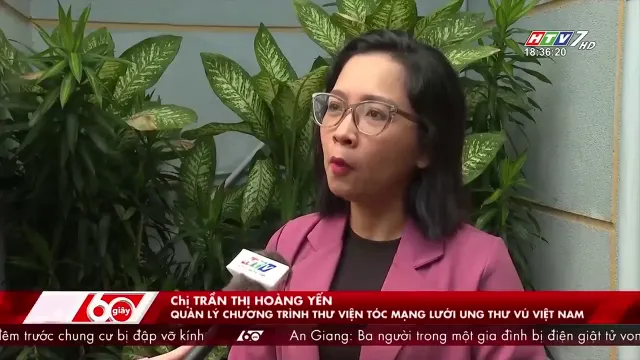 HTV7 HD
18:36:20
HTV7
60 giây
Chị TRẦN THỊ HOÀNG YẾN
QUẢN LÝ CHƯƠNG TRÌNH THƯ VIỆN TÓC MẠNG LƯỚI UNG THƯ VÚ VIỆT NAM
đêm trước chung cư bị đập vỡ kính
An Giang: Ba người trong một gia đình bị điện giật tử vo